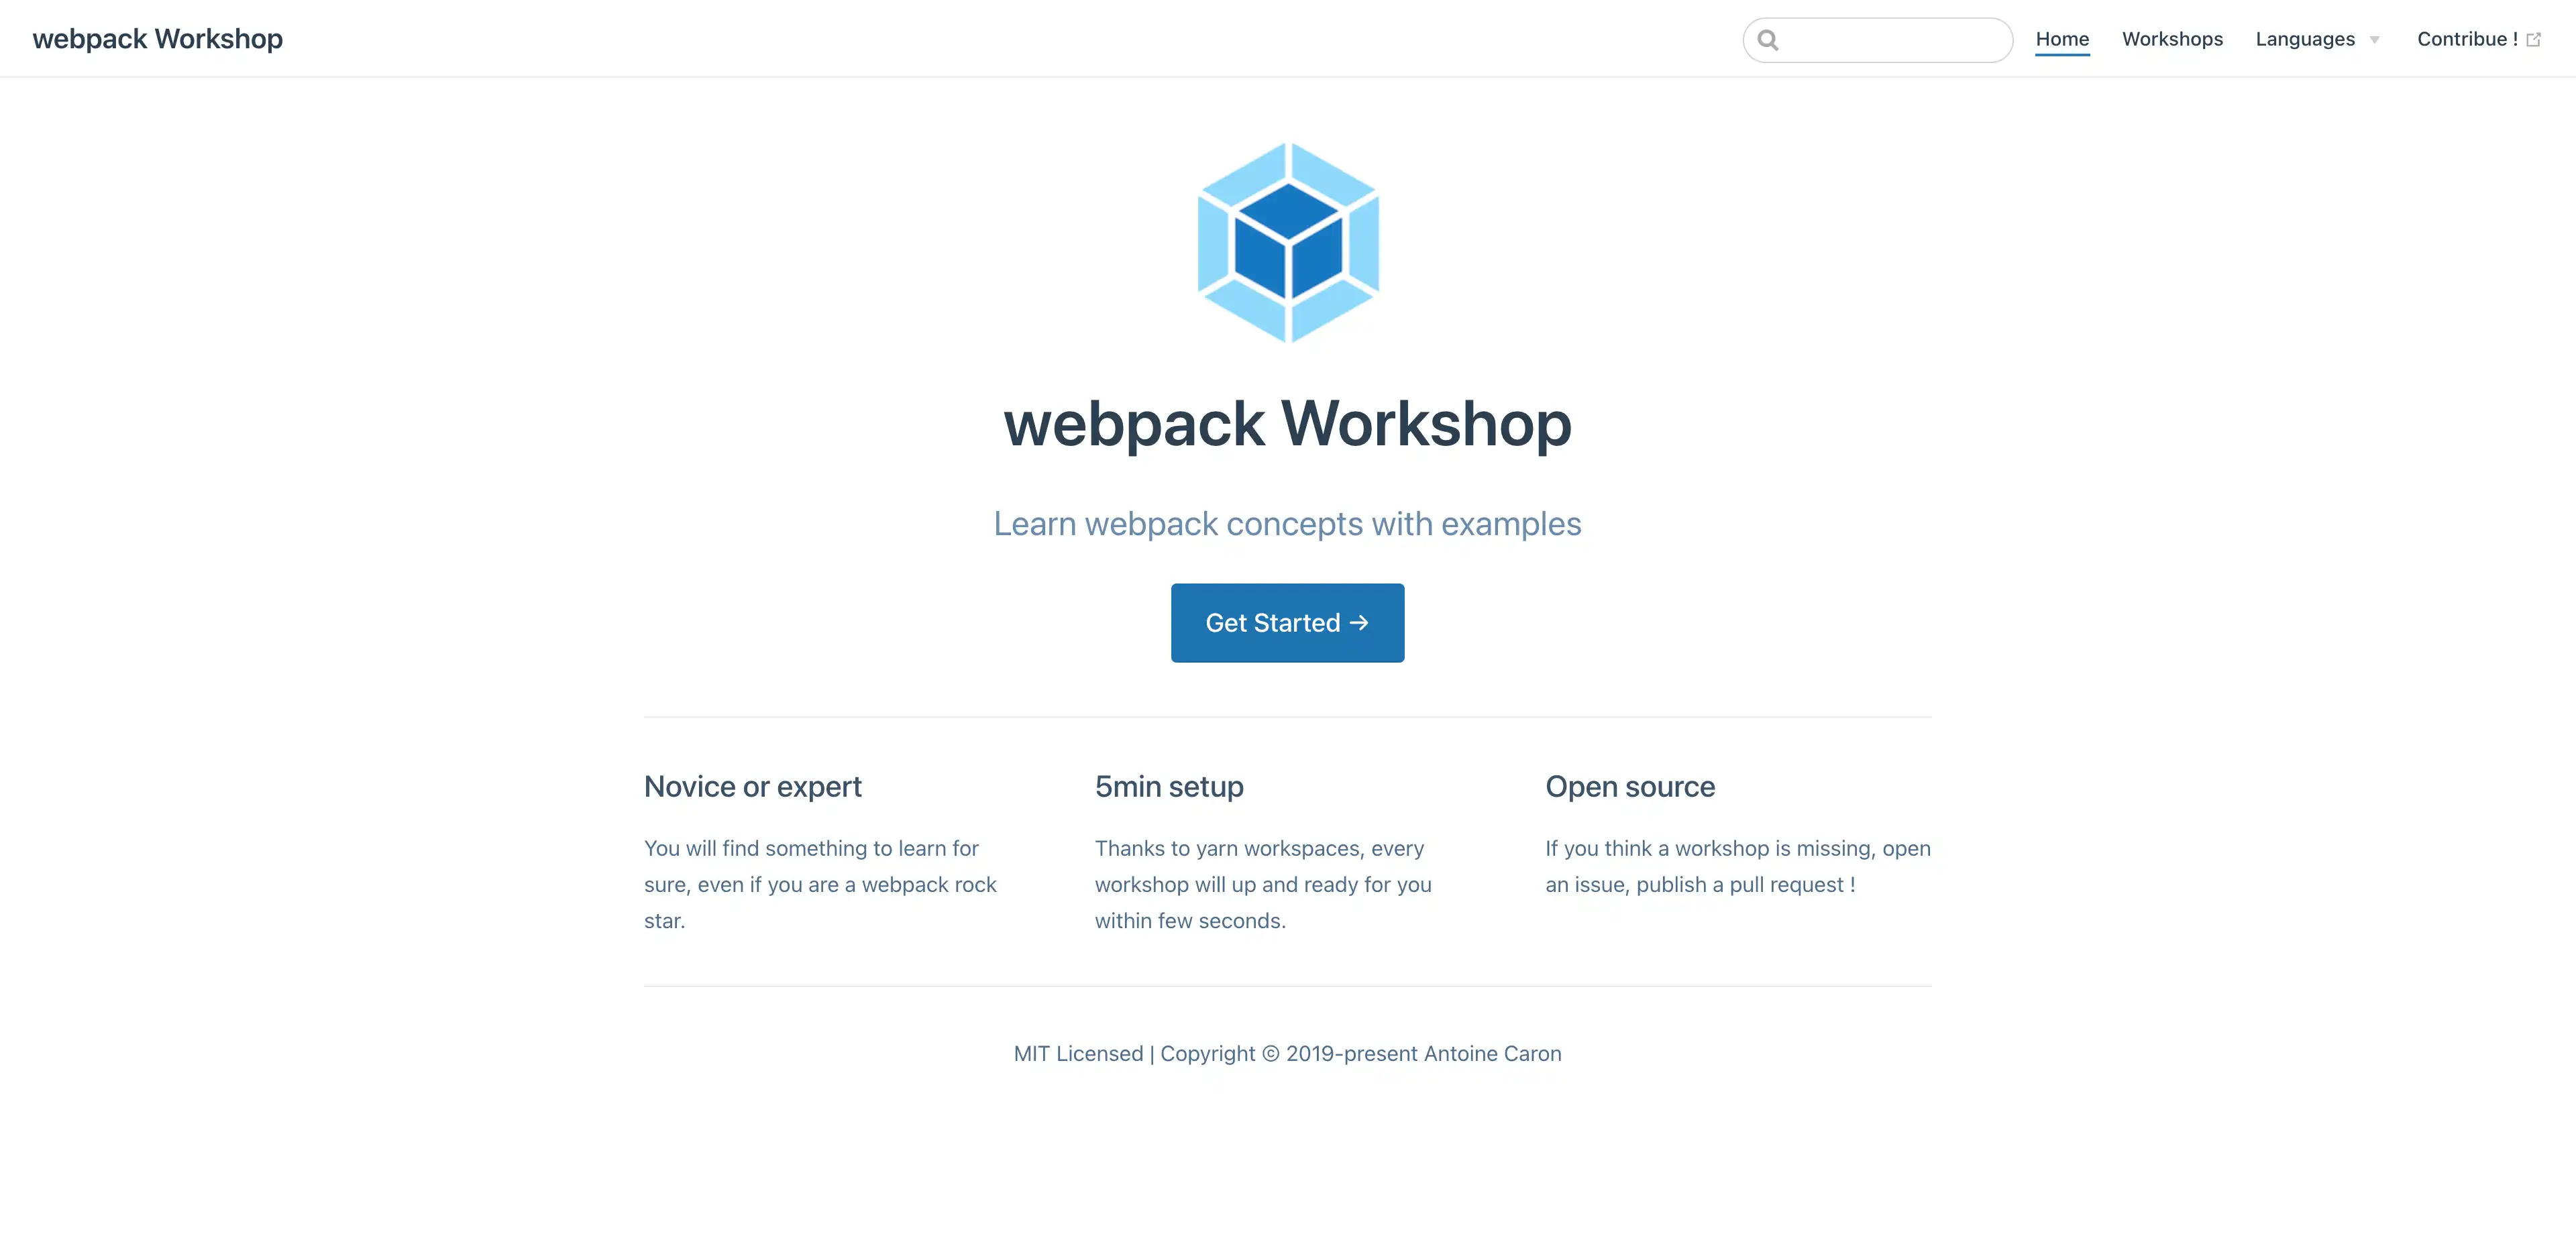 webpack Workshop
Home
Workshops
Languages
Contribue !
webpack Workshop
Learn webpack concepts with examples
Get Started →
Novice or expert
You will find something to learn for
sure, even if you are a webpack rock
star.
5min setup
Thanks to yarn workspaces, every
workshop will up and ready for you
within few seconds.
Open source
If you think a workshop is missing, open
an issue, publish a pull request !
MIT Licensed | Copyright © 2019-present Antoine Caron